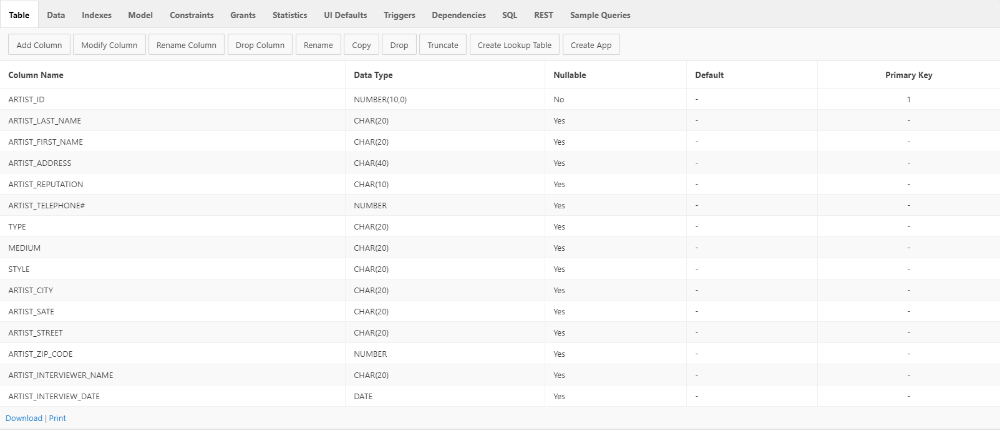 Table Data Indexes Model Constraints Grants Statistics UI Defaults Triggers Dependencies SQL REST Sample Queries
Add Column Modify Column Rename Column Drop Column Rename Copy Drop Truncate Create Lookup Table Create App
Column Name Data Type Nullable Default Primary Key
ARTIST_ID NUMBER(10,0) No - 1
ARTIST_LAST_NAME CHAR(20) Yes - -
ARTIST_FIRST_NAME CHAR(20) Yes - -
ARTIST_ADDRESS CHAR(40) Yes - -
ARTIST_REPUTATION CHAR(10) Yes - -
ARTIST_TELEPHONE# NUMBER Yes - -
TYPE CHAR(20) Yes - -
MEDIUM CHAR(20) Yes - -
STYLE CHAR(20) Yes - -
ARTIST_CITY CHAR(20) Yes - -
ARTIST_SATE CHAR(20) Yes - -
ARTIST_STREET CHAR(20) Yes - -
ARTIST_ZIP_CODE NUMBER Yes - -
ARTIST_INTERVIEWER_NAME CHAR(20) Yes - -
ARTIST_INTERVIEW_DATE DATE Yes - -
Download | Print